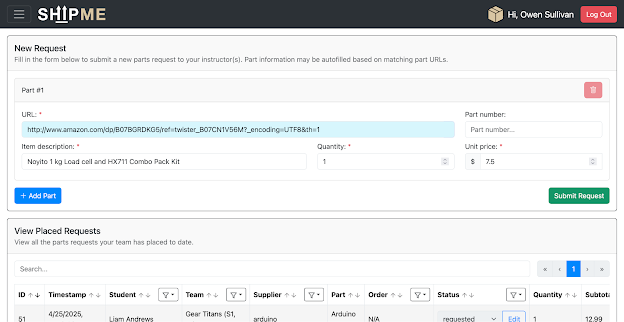 SHIPME
Hi, Owen Sullivan
Log Out
New Request
Fill in the form below to submit a new parts request to your instructor(s). Part information may be autofilled based on matching part URLs.
Part #1
URL: *
Part number:
http://www.amazon.com/dp/B07BGRDKG5/ref=twister_B07CN1V56M?_encoding=UTF8&th=1
Part number...
Item description: *
Quantity: *
Unit price: *
Noyito 1 kg Load cell and HX711 Combo Pack Kit
1
$ 7.5
+ Add Part
Submit Request
View Placed Requests
View all the parts requests your team has placed to date.
Search...
« ‹ 1 › »
ID ↑↓ Timestamp ↑↓ Student ↑↓ Team ↑↓ Supplier ↑↓ Part ↑↓ Order ↑↓ Status ↑↓ Quantity ↑↓ Subtota
4/25/2025, Gear Titans (S1, Arduino
51 Liam Andrews arduino N/A requested Edit 1 12.99